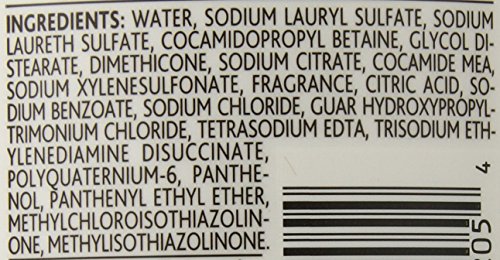 INGREDIENTS: WATER, SODIUM LAURYL SULFATE, SODIUM
LAURETH SULFATE, COCAMIDOPROPYL BETAINE, GLYCOL DI-
STEARATE, DIMETHICONE, SODIUM CITRATE, COCAMIDE MEA,
SODIUM XYLENESULFONATE, FRAGRANCE, CITRIC ACID, SO-
DIUM BENZOATE, SODIUM CHLORIDE, GUAR HYDROXYPROPYL-
TRIMONIUM CHLORIDE, TETRASODIUM EDTA, TRISODIUM ETH-
YLENEDIAMINE DISUCCINATE,
POLYQUATERNIUM-6, PANTHE-
NOL, PANTHENYL ETHYL ETHER,
METHYLCHLOROISOTHIAZOLIN-
ONE, METHYLISOTHIAZOLINONE.
4
205